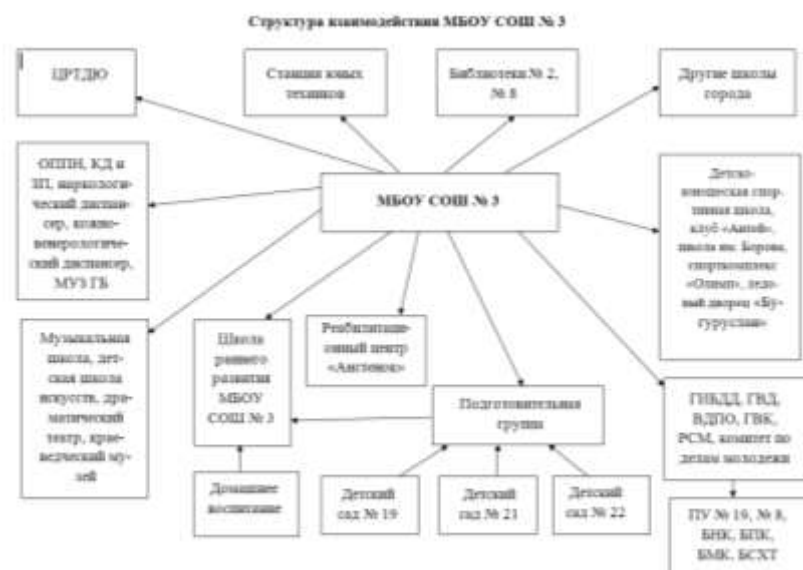 Структура взаимодействия МБОУ СОШ № 3
ЦРТДЮ
Станция юных
техников
Библиотеки № 2,
№ 8
Другие школы
города
ОППН, КД и
ЗП, наркологи-
ческий диспан-
сер, кожно-
венерологиче-
ский диспансер,
МУЗ ГБ
МБОУ СОШ № 3
Детско-
юношеская спор-
тивная школа,
клуб «Антей»,
школа им. Борова,
спорткомплекс
«Олимп», ледо-
вый дворец «Бу-
гуруслан»
Музыкальная
школа, дет-
ская школа
искусств, дра-
матический
театр, крае-
ведческий му-
зей
Школа
раннего
развития
МБОУ
СОШ № 3
Реабилитаци-
онный центр
«Аистенок»
Подготовительная
группа
ГИБДД, ГВД,
ВДПО, ГВК,
РСМ, комитет по
делам молодежи
Домашнее
воспитание
Детский
сад № 19
Детский
сад № 21
Детский
сад № 22
ПУ № 19, № 8,
БНК, БПК,
БМК, БСХТ